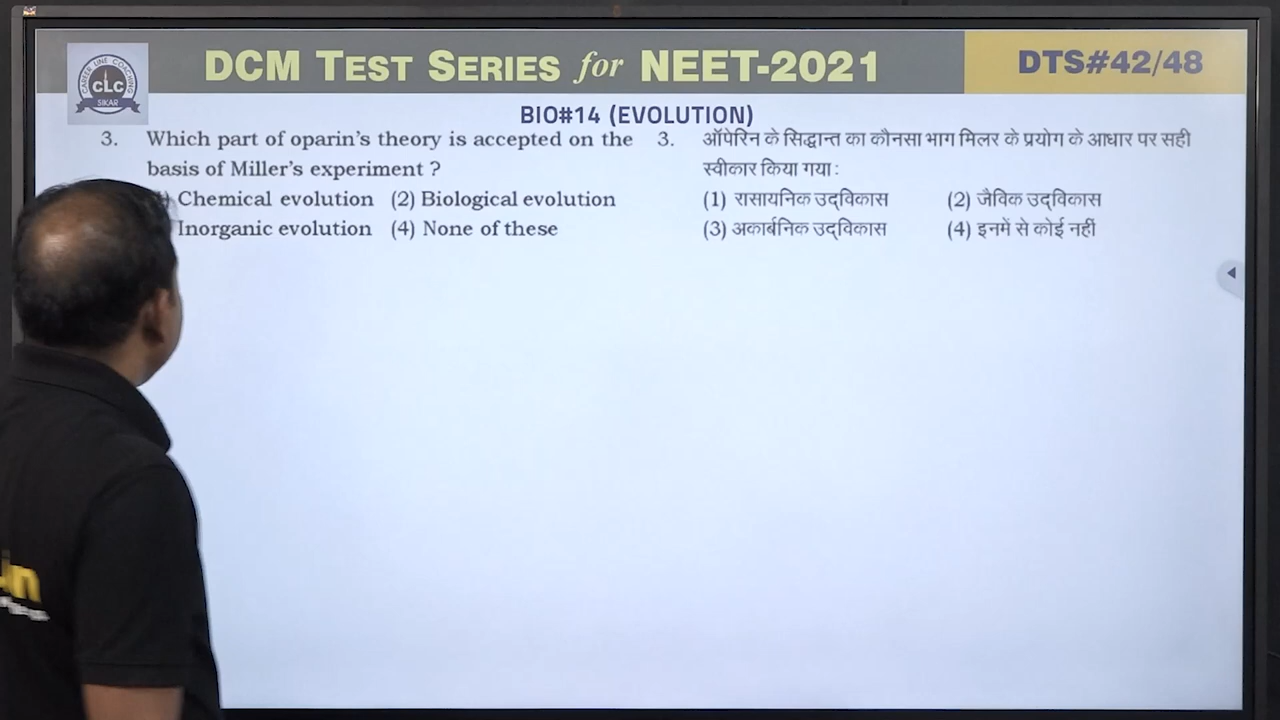 DCM TEST SERIES for NEET-2021
DTS#42/48
CAREER LINE COACHING
CLC
SIKAR
BIO#14 (EVOLUTION)
3. Which part of oparin's theory is accepted on the
basis of Miller's experiment ?
Chemical evolution (2) Biological evolution
Inorganic evolution (4) None of these
3. ऑपेरिन के सिद्धान्त का कौनसा भाग मिलर के प्रयोग के आधार पर सही
स्वीकार किया गया :
(1) रासायनिक उद्विकास (2) जैविक उद्विकास
(3) अकार्बनिक उद्विकास (4) इनमें से कोई नहीं